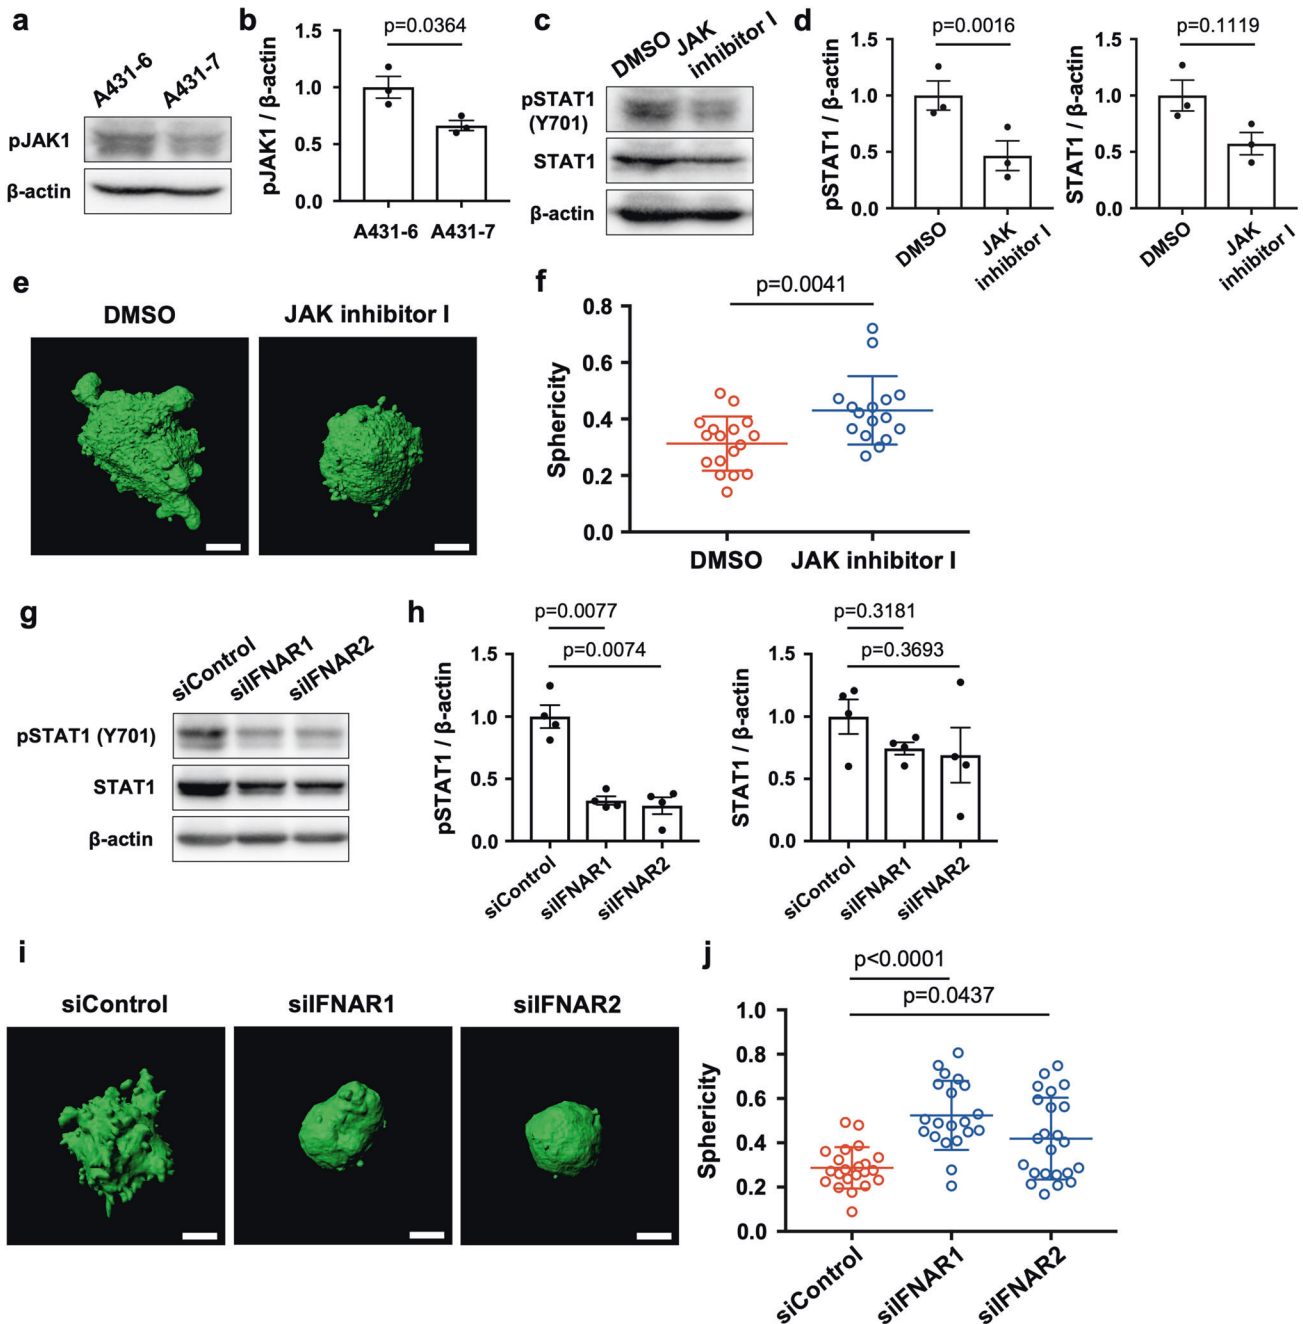 a
A431-6
A431-7
pJAK1
β-actin
b
p=0.0364
pJAK1 / β-actin
1.5
1.0
0.5
0.0
A431-6 A431-7
c
DMSO
JAK
inhibitor I
pSTAT1
(Y701)
STAT1
β-actin
d
p=0.0016
pSTAT1 / β-actin
1.5
1.0
0.5
0.0
DMSO
JAK
inhibitor I
p=0.1119
STAT1 / β-actin
1.5
1.0
0.5
0.0
DMSO
JAK
inhibitor I
e
DMSO
JAK inhibitor I
f
p=0.0041
Sphericity
0.8
0.6
0.4
0.2
0.0
DMSO JAK inhibitor I
g
siControl
siIFNAR1
siIFNAR2
pSTAT1 (Y701)
STAT1
β-actin
h
p=0.0077
p=0.0074
pSTAT1 / β-actin
1.5
1.0
0.5
0.0
siControl
siIFNAR1
siIFNAR2
p=0.3181
p=0.3693
STAT1 / β-actin
1.5
1.0
0.5
0.0
siControl
siIFNAR1
siIFNAR2
i
siControl
siIFNAR1
siIFNAR2
j
p<0.0001
p=0.0437
Sphericity
1.0
0.8
0.6
0.4
0.2
0.0
siControl
siIFNAR1
siIFNAR2